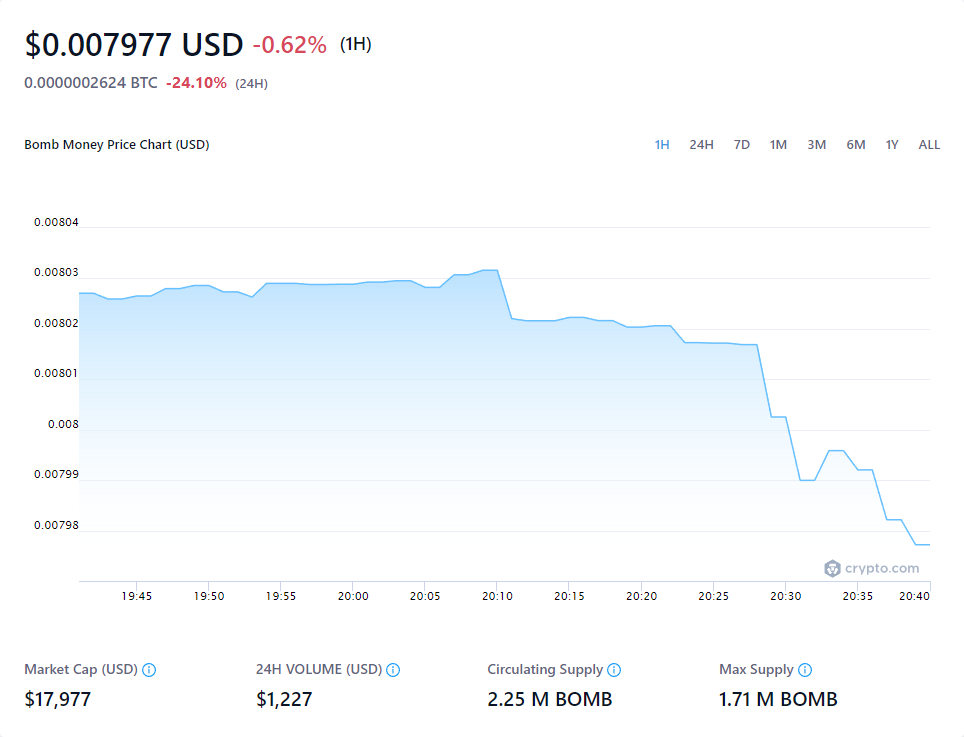 $0.007977 USD -0.62% (1H)
0.0000002624 BTC -24.10% (24H)
Bomb Money Price Chart (USD) 1H 24H 7D 1M 3M 6M 1Y ALL
0.00804
0.00803
0.00802
0.00801
0.008
0.00799
0.00798
crypto.com
19:45 19:50 19:55 20:00 20:05 20:10 20:15 20:20 20:25 20:30 20:35 20:40
Market Cap (USD) 24H VOLUME (USD) Circulating Supply Max Supply
$17,977 $1,227 2.25 M BOMB 1.71 M BOMB